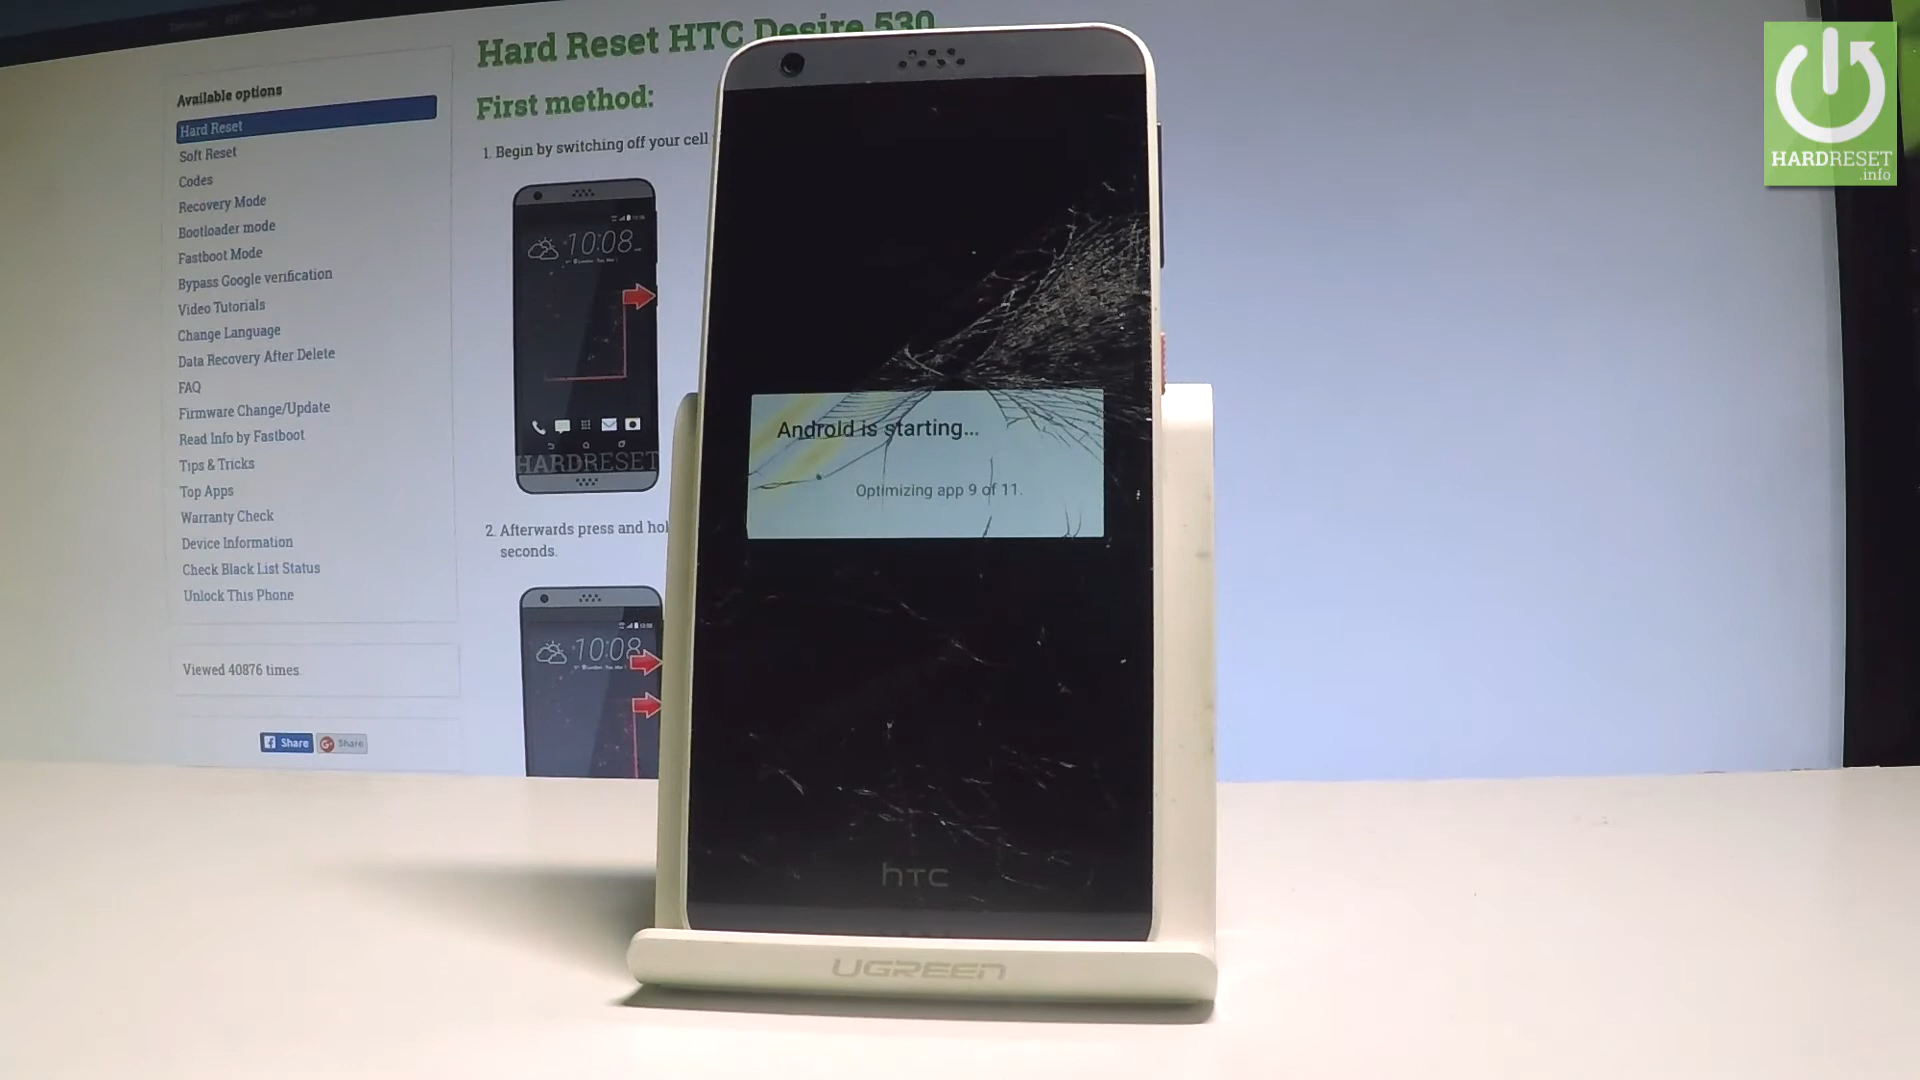 Hard Reset HTC Desire 530
First method:
1. Begin by switching off your cell
Available options
Hard Reset
Soft Reset
Codes
Recovery Mode
Bootloader mode
Fastboot Mode
Bypass Google verification
Video Tutorials
Change Language
Data Recovery After Delete
FAQ
Firmware Change/Update
Read Info by Fastboot
Tips & Tricks
Top Apps
Warranty Check
Device Information
Check Black List Status
Unlock This Phone
Viewed 40876 times
Share
Share
10:08
HARDRESET
2. Afterwards press and hol
seconds.
10:08
Android is starting...
Optimizing app 9 of 11.
hTC
UGREEN
HARDRESET
.info